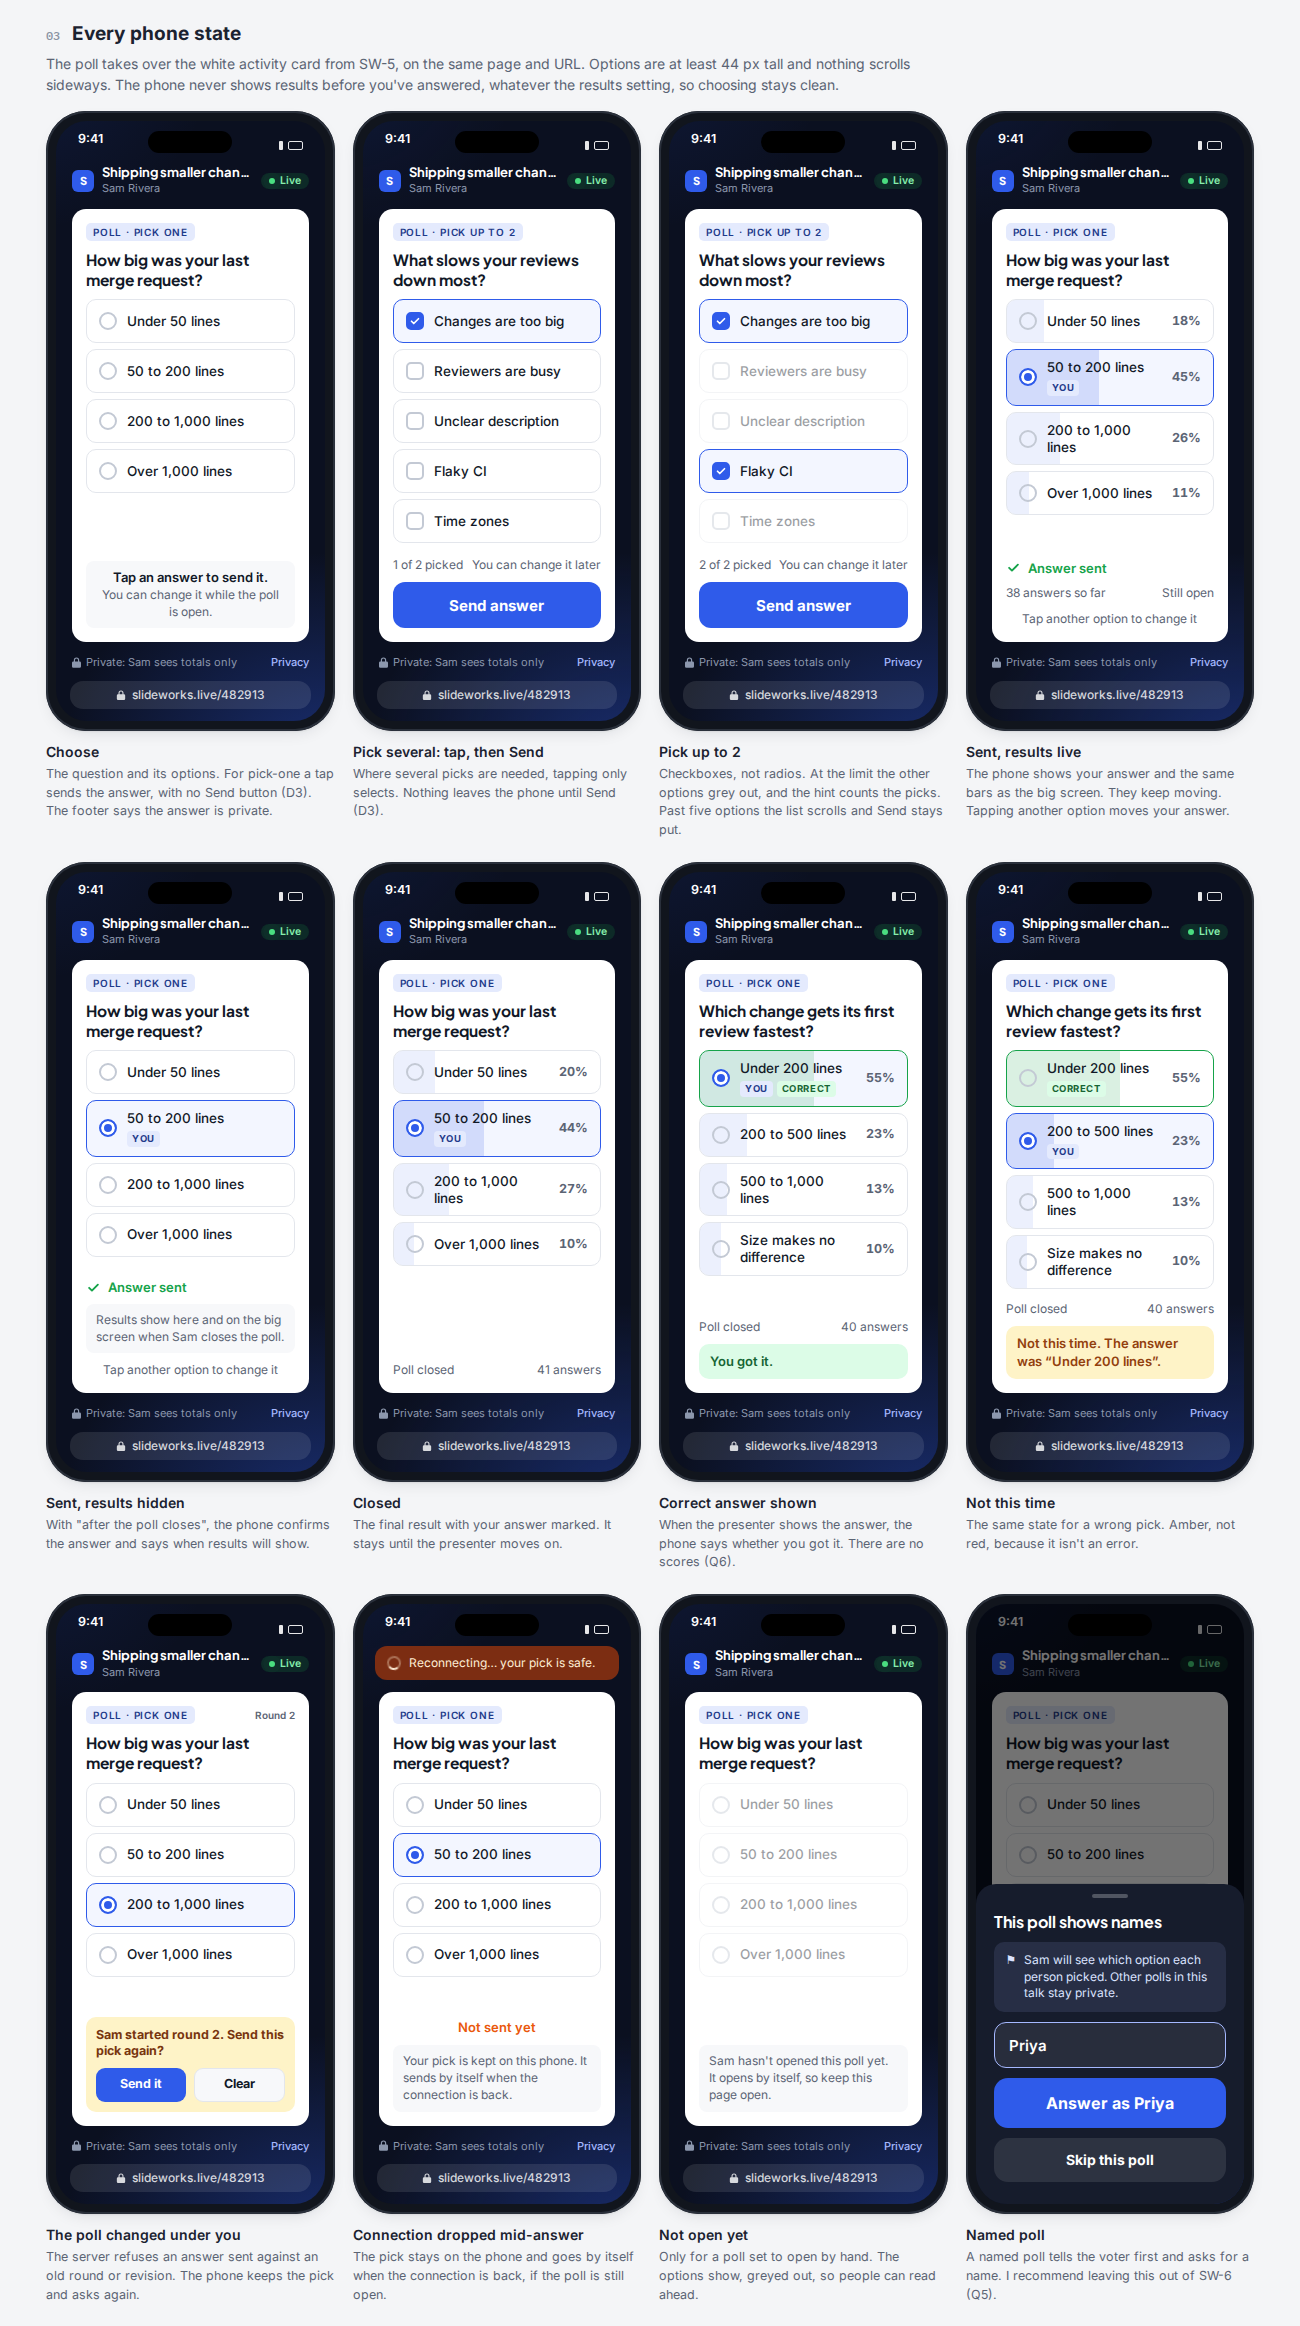 03 Every phone state
The poll takes over the white activity card from SW-5, on the same page and URL. Options are at least 44 px tall and nothing scrolls
sideways. The phone never shows results before you've answered, whatever the results setting, so choosing stays clean.
9:41
S Shipping smaller chan... Live
Sam Rivera
POLL · PICK ONE
How big was your last
merge request?
Under 50 lines
50 to 200 lines
200 to 1,000 lines
Over 1,000 lines
Tap an answer to send it.
You can change it while the poll
is open.
Private: Sam sees totals only Privacy
slideworks.live/482913
Choose
The question and its options. For pick-one a tap
sends the answer, with no Send button (D3).
The footer says the answer is private.
9:41
S Shipping smaller chan... Live
Sam Rivera
POLL · PICK UP TO 2
What slows your reviews
down most?
Changes are too big
Reviewers are busy
Unclear description
Flaky CI
Time zones
1 of 2 picked You can change it later
Send answer
Private: Sam sees totals only Privacy
slideworks.live/482913
Pick several: tap, then Send
Where several picks are needed, tapping only
selects. Nothing leaves the phone until Send
(D3).
9:41
S Shipping smaller chan... Live
Sam Rivera
POLL · PICK UP TO 2
What slows your reviews
down most?
Changes are too big
Reviewers are busy
Unclear description
Flaky CI
Time zones
2 of 2 picked You can change it later
Send answer
Private: Sam sees totals only Privacy
slideworks.live/482913
Pick up to 2
Checkboxes, not radios. At the limit the other
options grey out, and the hint counts the picks.
Past five options the list scrolls and Send stays
put.
9:41
S Shipping smaller chan... Live
Sam Rivera
POLL · PICK ONE
How big was your last
merge request?
Under 50 lines 18%
50 to 200 lines 45%
YOU
200 to 1,000
lines 26%
Over 1,000 lines 11%
Answer sent
38 answers so far Still open
Tap another option to change it
Private: Sam sees totals only Privacy
slideworks.live/482913
Sent, results live
The phone shows your answer and the same
bars as the big screen. They keep moving.
Tapping another option moves your answer.
9:41
S Shipping smaller chan... Live
Sam Rivera
POLL · PICK ONE
How big was your last
merge request?
Under 50 lines
50 to 200 lines
YOU
200 to 1,000 lines
Over 1,000 lines
Answer sent
Results show here and on the big
screen when Sam closes the poll.
Tap another option to change it
Private: Sam sees totals only Privacy
slideworks.live/482913
Sent, results hidden
With "after the poll closes", the phone confirms
the answer and says when results will show.
9:41
S Shipping smaller chan... Live
Sam Rivera
POLL · PICK ONE
How big was your last
merge request?
Under 50 lines 20%
50 to 200 lines 44%
YOU
200 to 1,000
lines 27%
Over 1,000 lines 10%
Poll closed 41 answers
Private: Sam sees totals only Privacy
slideworks.live/482913
Closed
The final result with your answer marked. It
stays until the presenter moves on.
9:41
S Shipping smaller chan... Live
Sam Rivera
POLL · PICK ONE
Which change gets its first
review fastest?
Under 200 lines 55%
YOU CORRECT
200 to 500 lines 23%
500 to 1,000
lines 13%
Size makes no
difference 10%
Poll closed 40 answers
You got it.
Private: Sam sees totals only Privacy
slideworks.live/482913
Correct answer shown
When the presenter shows the answer, the
phone says whether you got it. There are no
scores (Q6).
9:41
S Shipping smaller chan... Live
Sam Rivera
POLL · PICK ONE
Which change gets its first
review fastest?
Under 200 lines 55%
CORRECT
200 to 500 lines 23%
YOU
500 to 1,000
lines 13%
Size makes no
difference 10%
Poll closed 40 answers
Not this time. The answer
was “Under 200 lines”.
Private: Sam sees totals only Privacy
slideworks.live/482913
Not this time
The same state for a wrong pick. Amber, not
red, because it isn't an error.
9:41
S Shipping smaller chan... Live
Sam Rivera
POLL · PICK ONE Round 2
How big was your last
merge request?
Under 50 lines
50 to 200 lines
200 to 1,000 lines
Over 1,000 lines
Sam started round 2. Send this
pick again?
Send it Clear
Private: Sam sees totals only Privacy
slideworks.live/482913
The poll changed under you
The server refuses an answer sent against an
old round or revision. The phone keeps the pick
and asks again.
9:41
Reconnecting... your pick is safe.
POLL · PICK ONE
How big was your last
merge request?
Under 50 lines
50 to 200 lines
200 to 1,000 lines
Over 1,000 lines
Not sent yet
Your pick is kept on this phone. It
sends by itself when the
connection is back.
Private: Sam sees totals only Privacy
slideworks.live/482913
Connection dropped mid-answer
The pick stays on the phone and goes by itself
when the connection is back, if the poll is still
open.
9:41
S Shipping smaller chan... Live
Sam Rivera
POLL · PICK ONE
How big was your last
merge request?
Under 50 lines
50 to 200 lines
200 to 1,000 lines
Over 1,000 lines
Sam hasn't opened this poll yet.
It opens by itself, so keep this
page open.
Private: Sam sees totals only Privacy
slideworks.live/482913
Not open yet
Only for a poll set to open by hand. The
options show, greyed out, so people can read
ahead.
9:41
S Shipping smaller chan... Live
Sam Rivera
POLL · PICK ONE
How big was your last
merge request?
Under 50 lines
50 to 200 lines
This poll shows names
Sam will see which option each
person picked. Other polls in this
talk stay private.
Priya
Answer as Priya
Skip this poll
Named poll
A named poll tells the voter first and asks for a
name. I recommend leaving this out of SW-6
(Q5).